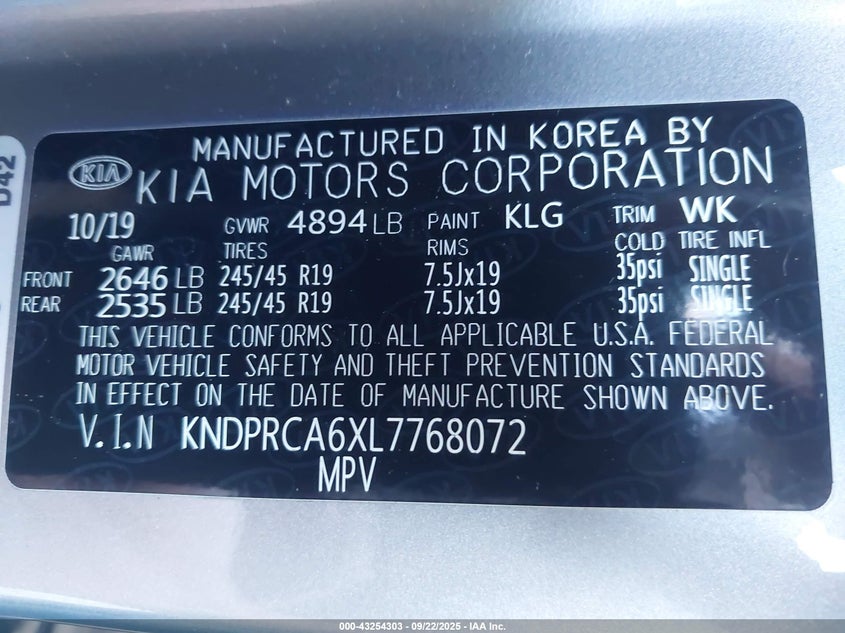 MANUFACTURED IN KOREA BY
KIA KIA MOTORS CORPORATION
10/19 GVWR 4894 LB PAINT KLG TRIM WK
GAWR TIRES RIMS COLD TIRE INFL
FRONT 2646 LB 245/45 R19 7.5Jx19 35psi SINGLE
REAR 2535 LB 245/45 R19 7.5Jx19 35psi SINGLE
THIS VEHICLE CONFORMS TO ALL APPLICABLE U.S.A. FEDERAL
MOTOR VEHICLE SAFETY AND THEFT PREVENTION STANDARDS
IN EFFECT ON THE DATE OF MANUFACTURE SHOWN ABOVE.
V.I.N KNDPRCA6XL7768072
MPV
D42
000-43254303 - 09/22/2025 - IAA Inc.